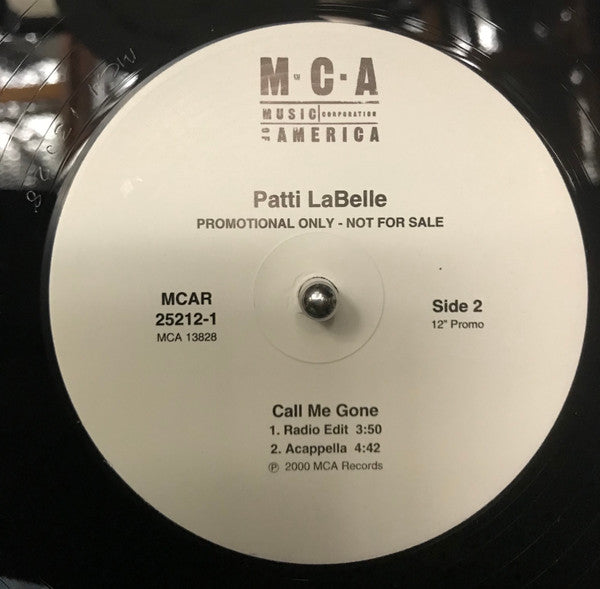 M·C·A
MUSIC CORPORATION
OF AMERICA
Patti LaBelle
PROMOTIONAL ONLY - NOT FOR SALE
MCAR
25212-1
MCA 13828
Side 2
12" Promo
Call Me Gone
1. Radio Edit 3:50
2. Acappella 4:42
℗ 2000 MCA Records